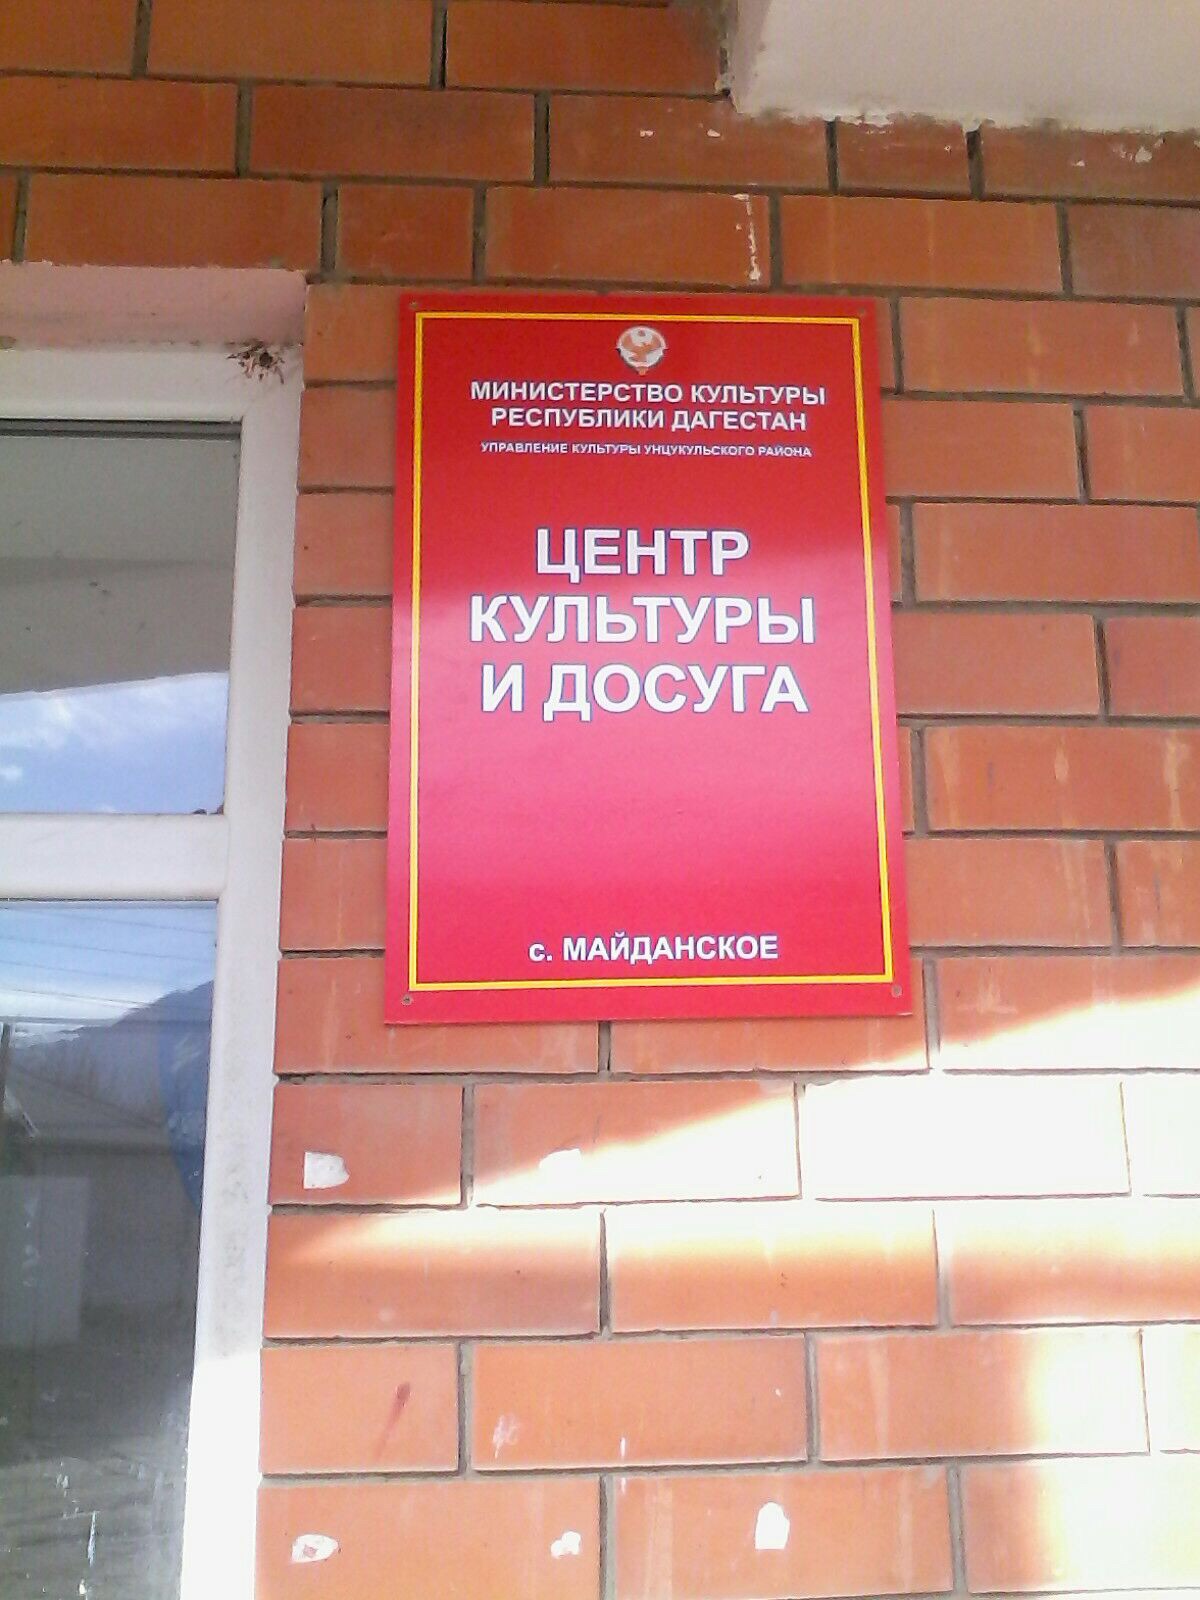 МИНИСТЕРСТВО КУЛЬТУРЫ
РЕСПУБЛИКИ ДАГЕСТАН
УПРАВЛЕНИЕ КУЛЬТУРЫ УНЦУКУЛЬСКОГО РАЙОНА
ЦЕНТР
КУЛЬТУРЫ
И ДОСУГА
с. МАЙДАНСКОЕ